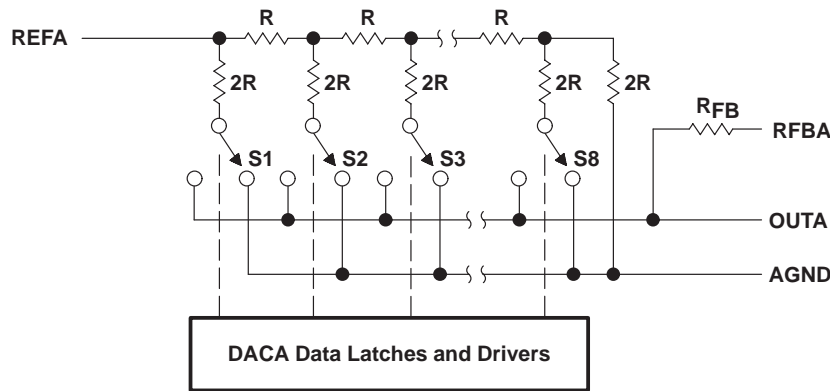 R R R
REFA
2R 2R 2R 2R 2R
RFB
RFBA
S1 S2 S3 S8
OUTA
AGND
DACA Data Latches and Drivers